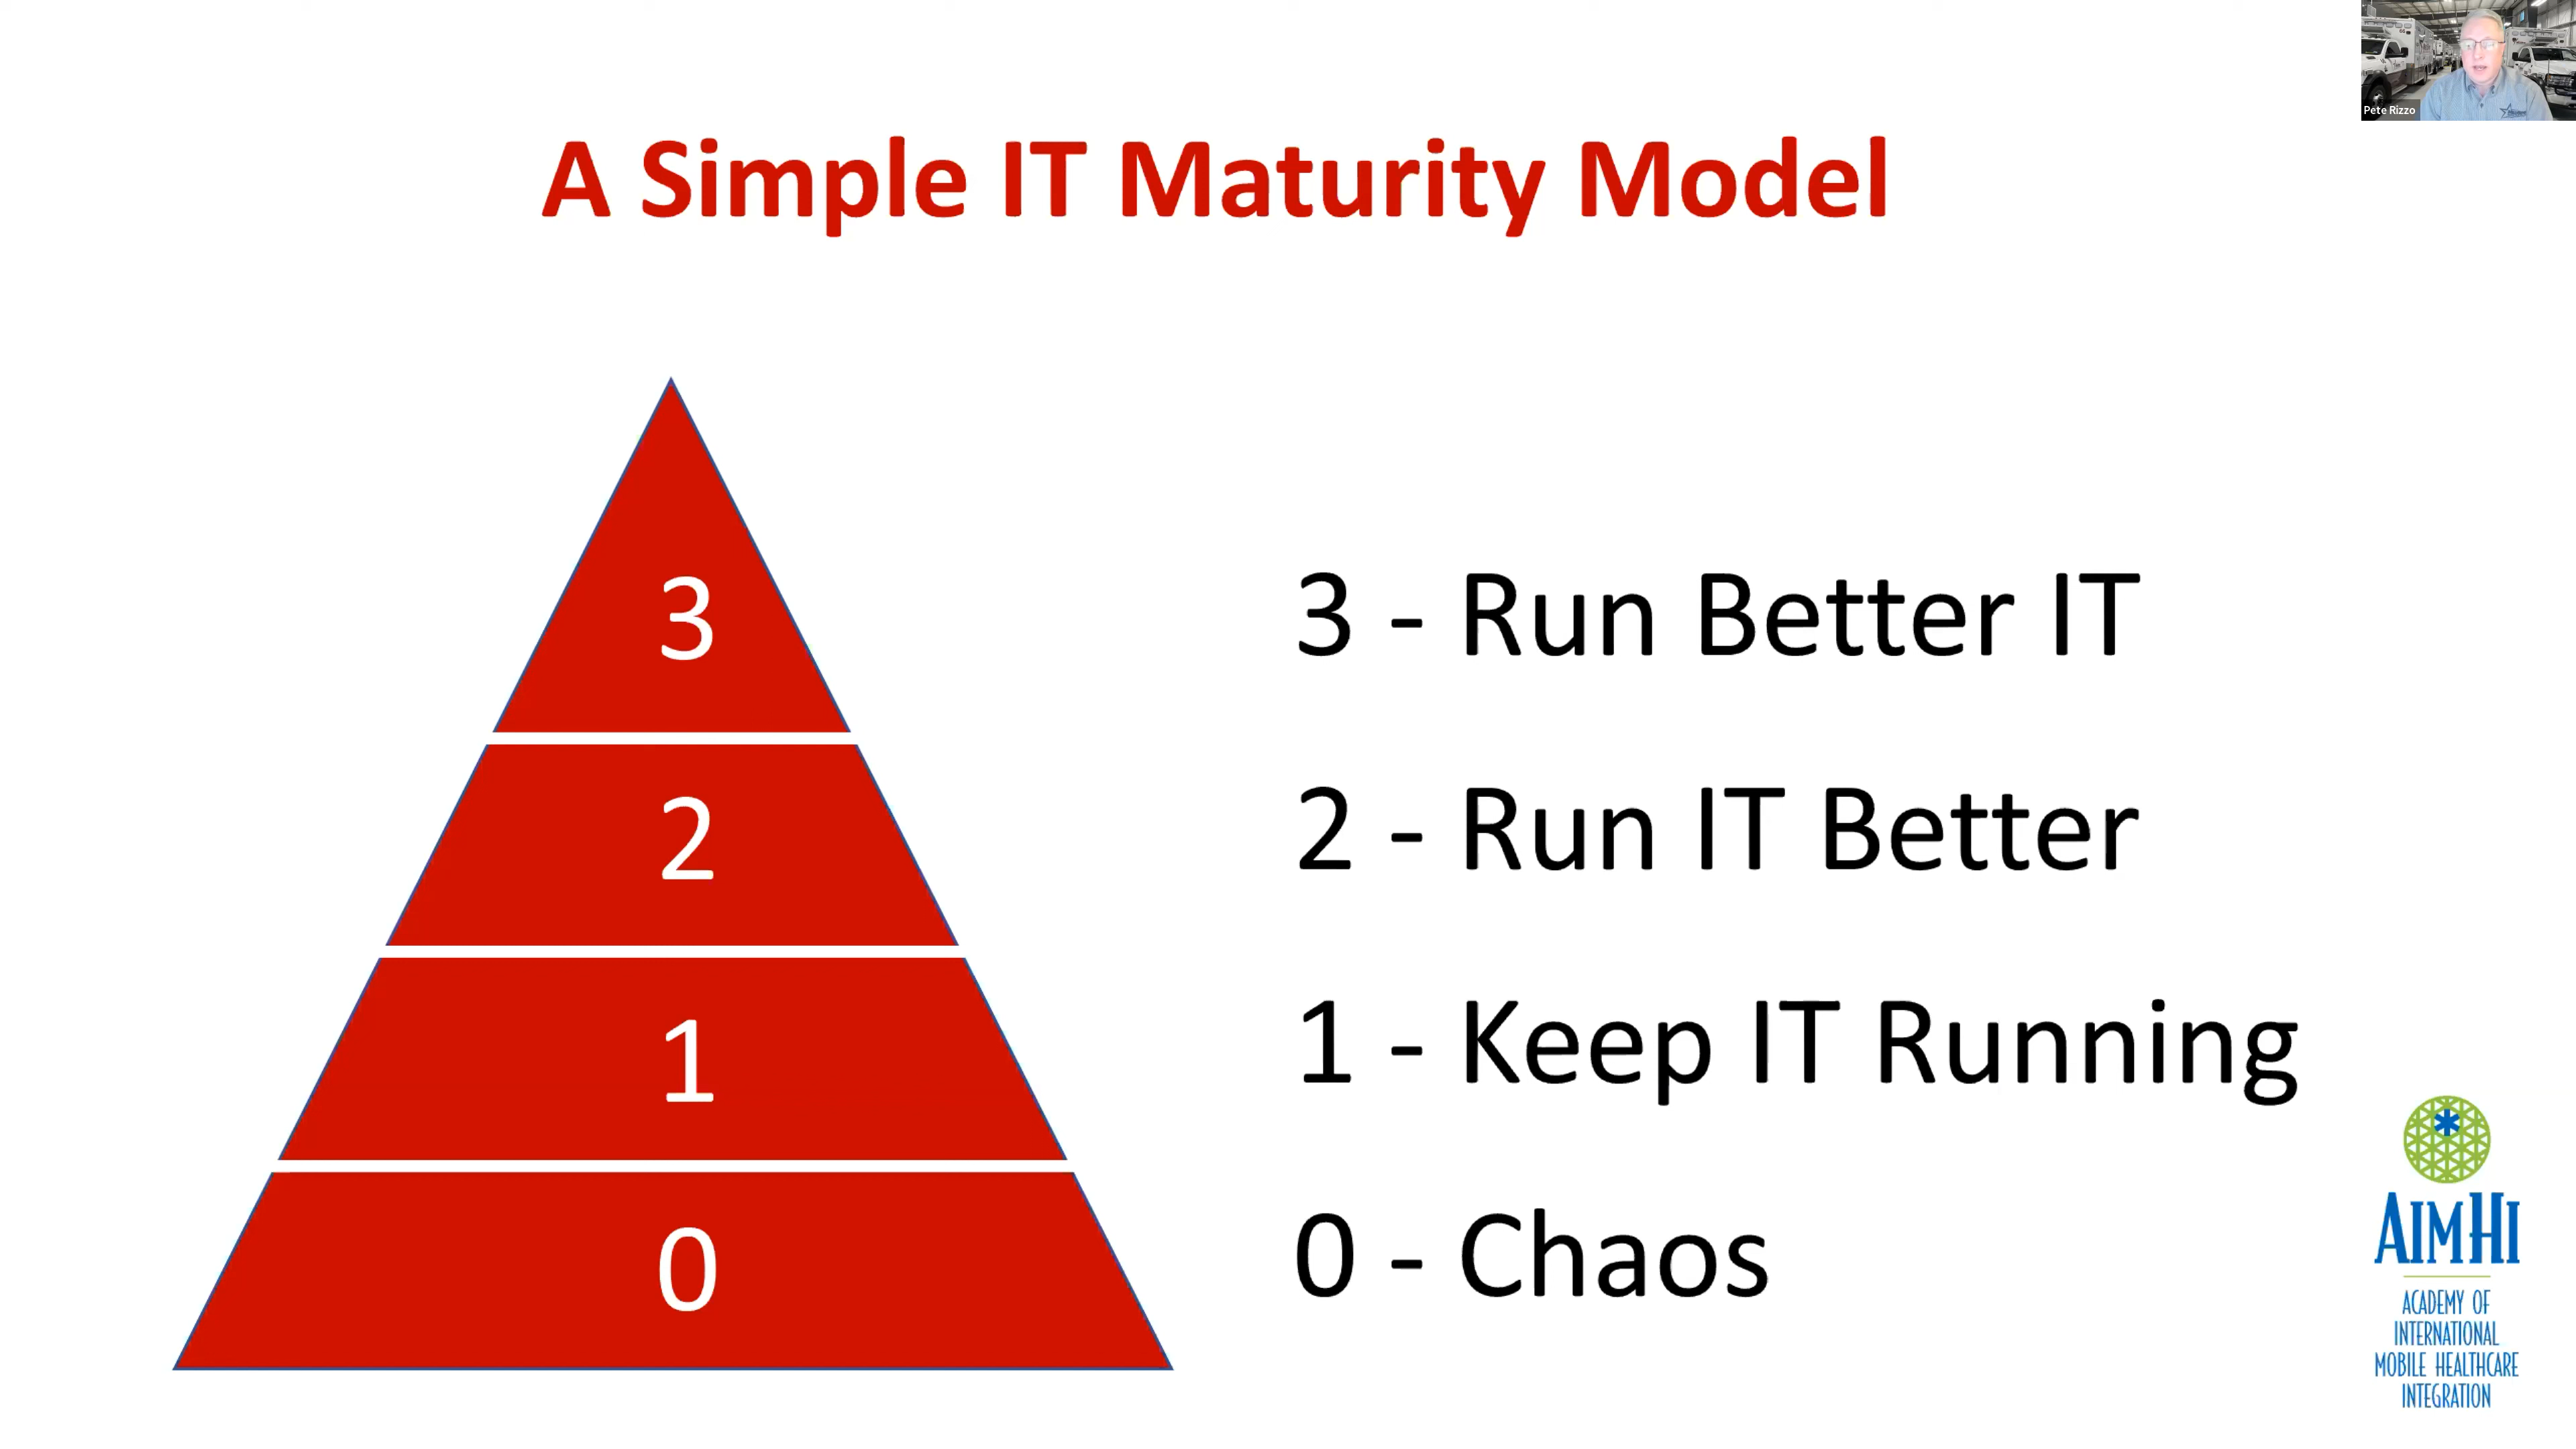 Pete Rizzo
A Simple IT Maturity Model
3
2
1
0
3 - Run Better IT
2 - Run IT Better
1 - Keep IT Running
0 - Chaos
AIMHI
ACADEMY OF
INTERNATIONAL
MOBILE HEALTHCARE
INTEGRATION